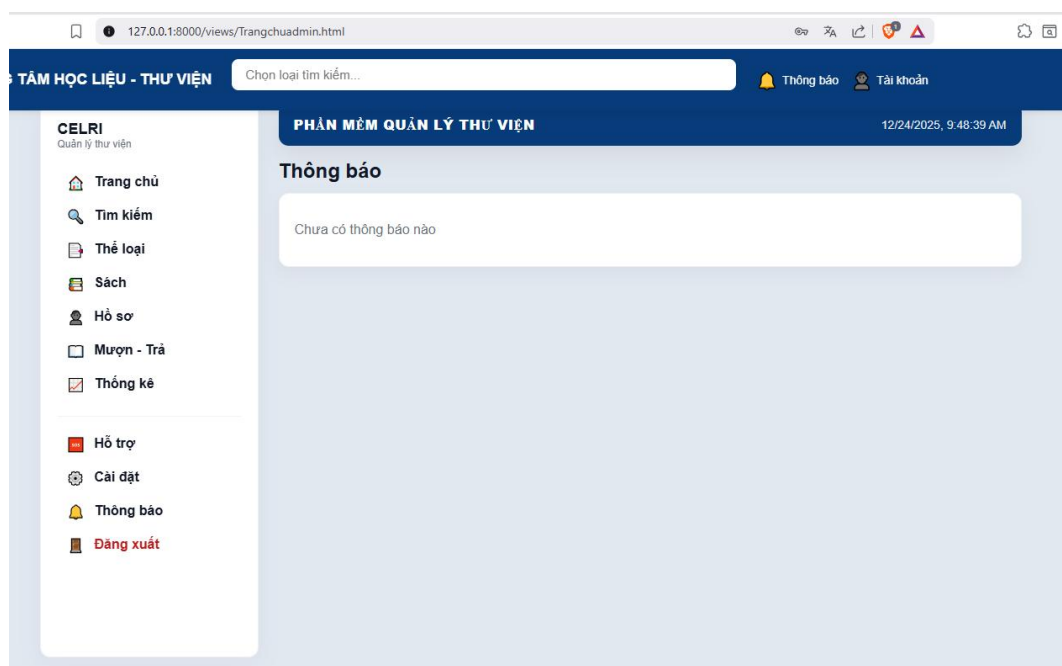 127.0.0.1:8000/views/Trangchuadmin.html
TÂM HỌC LIỆU - THƯ VIỆN
Chọn loại tìm kiếm...
Thông báo
Tài khoản
CELRI
Quản lý thư viện
Trang chủ
Tìm kiếm
Thể loại
Sách
Hồ sơ
Mượn - Trả
Thống kê
Hỗ trợ
Cài đặt
Thông báo
Đăng xuất
PHẦN MỀM QUẢN LÝ THƯ VIỆN
12/24/2025, 9:48:39 AM
Thông báo
Chưa có thông báo nào